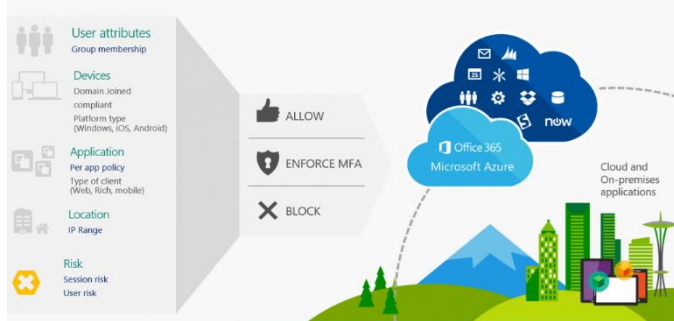 User attributes
Group membership
Devices
Domain Joined
compliant
Platform type
(Windows, iOS, Android)
Application
Per app policy
Type of client
(Web, Rich, mobile)
Location
IP Range
Risk
Session risk
User risk
ALLOW
ENFORCE MFA
BLOCK
now
Office 365
Microsoft Azure
Cloud and
On-premises
applications